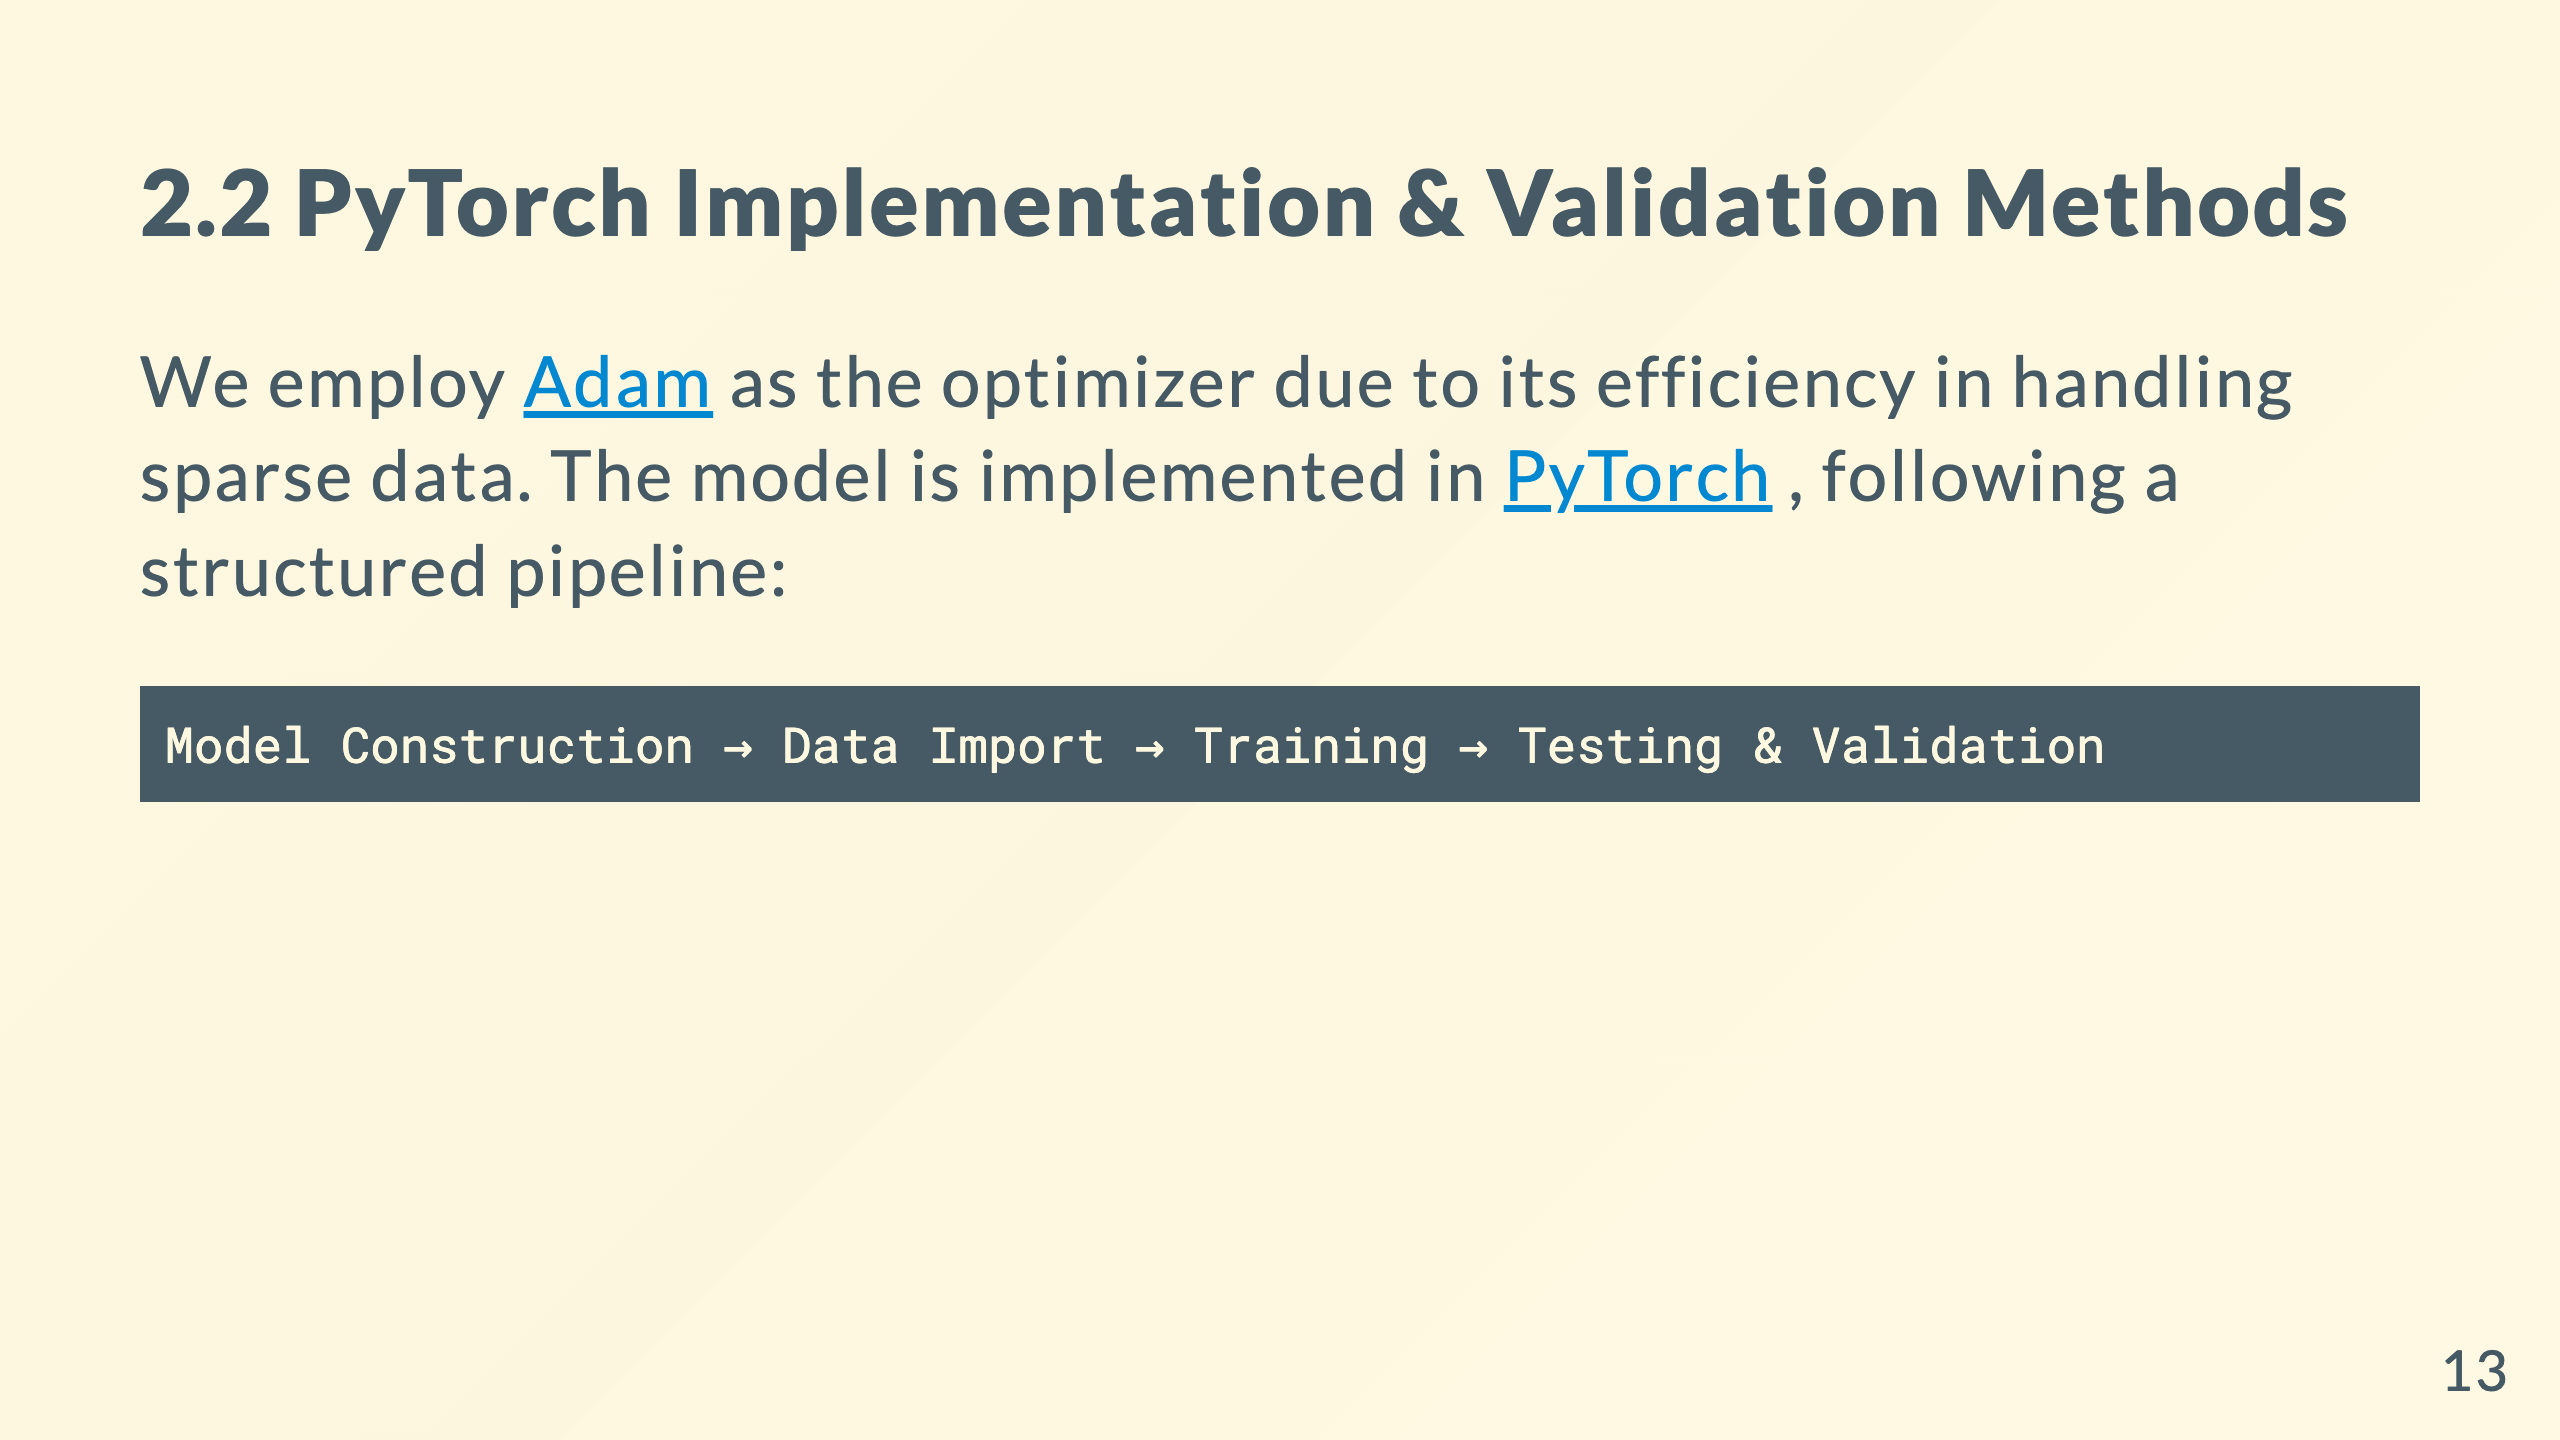 2.2 PyTorch Implementation & Validation Methods
We employ Adam as the optimizer due to its efficiency in handling
sparse data. The model is implemented in PyTorch , following a
structured pipeline:
Model Construction → Data Import → Training → Testing & Validation
13